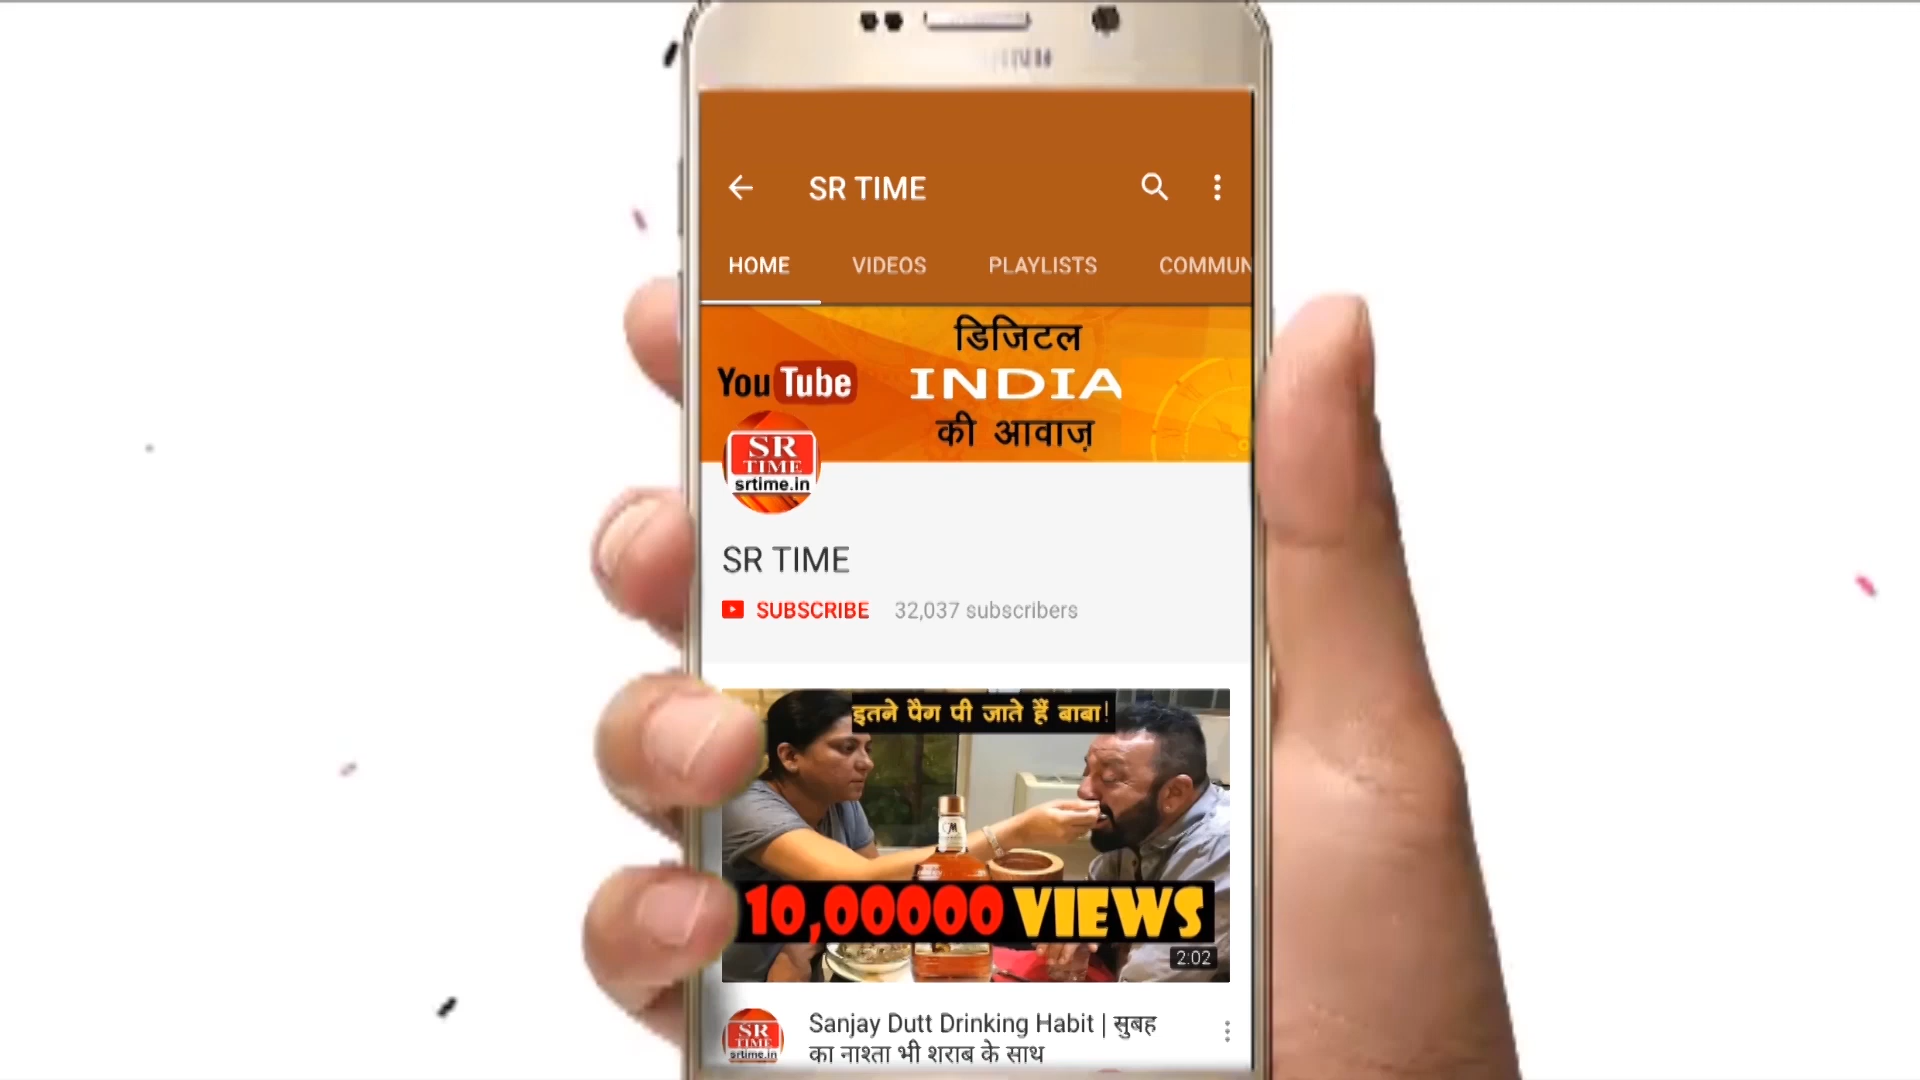 SR TIME
HOME VIDEOS PLAYLISTS COMMUN
डिजिटल
YouTube INDIA
की आवाज़
SR
TIME
srtime.in
SR TIME
SUBSCRIBE 32,037 subscribers
इतने पैग पी जाते हैं बाबा!
10,00000 VIEWS
2:02
Sanjay Dutt Drinking Habit | सुबह
का नाश्ता भी शराब के साथ
SR
TIME
srtime.in